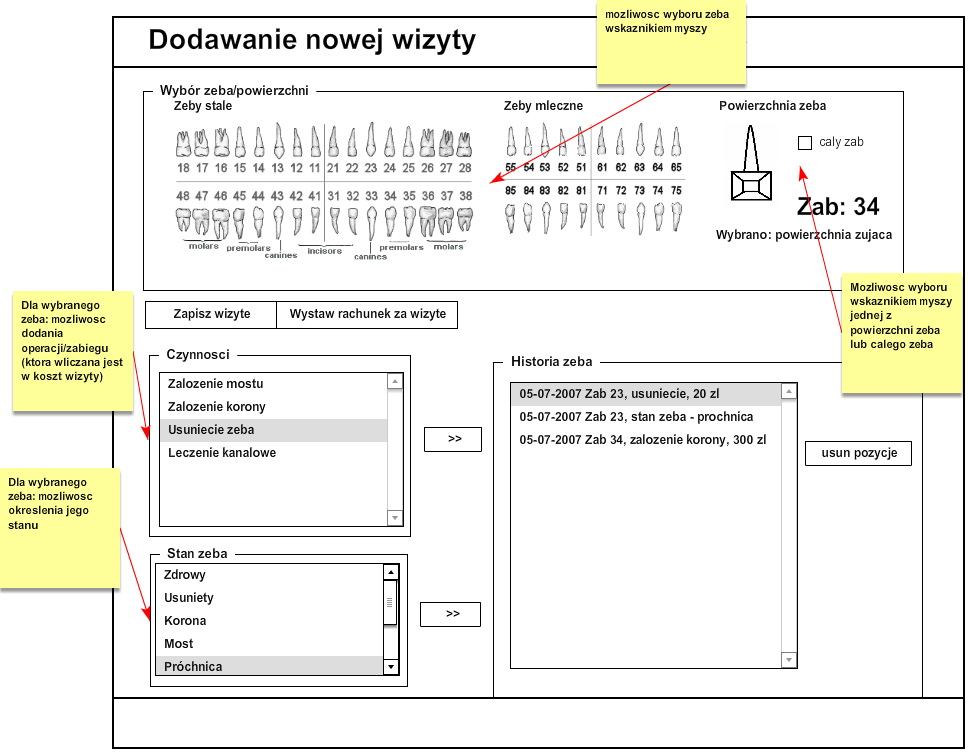 mozliwosc wyboru zeba
wskaznikiem myszy
Dodawanie nowej wizyty
Wybór zeba/powierzchni
Zeby stale
18 17 16 15 14 13 12 11 21 22 23 24 25 26 27 28
48 47 46 45 44 43 42 41 31 32 33 34 35 36 37 38
molars premolars canines incisors canines premolars molars
Zeby mleczne
55 54 53 52 51 61 62 63 64 65
85 84 83 82 81 71 72 73 74 75
Powierzchnia zeba
caly zab
Zab: 34
Wybrano: powierzchnia zujaca
Mozliwosc wyboru
wskaznikiem myszy
jednej z
powierzchni zeba
lub calego zeba
Dla wybranego
zeba: mozliwosc
dodania
operacji/zabiegu
(ktora wliczana jest
w koszt wizyty)
Zapisz wizyte
Wystaw rachunek za wizyte
Czynnosci
Zalozenie mostu
Zalozenie korony
Usuniecie zeba
Leczenie kanalowe
>>
Historia zeba
05-07-2007 Zab 23, usuniecie, 20 zl
05-07-2007 Zab 23, stan zeba - prochnica
05-07-2007 Zab 34, zalozenie korony, 300 zl
usun pozycje
Dla wybranego
zeba: mozliwosc
okreslenia jego
stanu
Stan zeba
Zdrowy
Usuniety
Korona
Most
Próchnica
>>